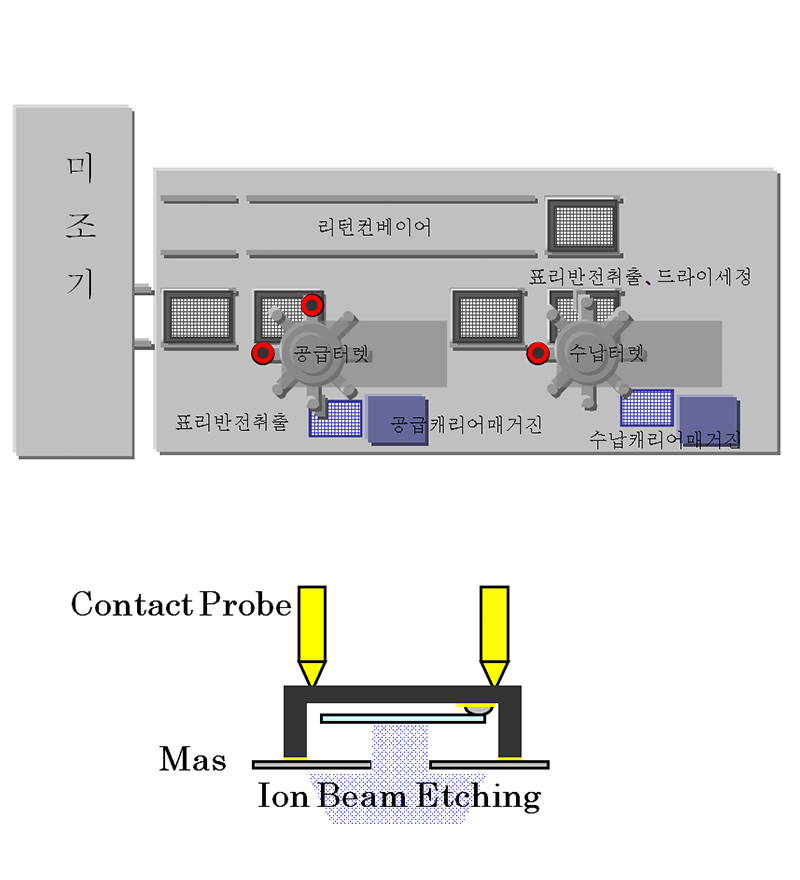 미
조
기
리턴컨베이어
표리반전취출、드라이세정
공급터렛
수납터렛
표리반전취출
공급캐리어매거진
수납캐리어매거진
Contact Probe
Mas
Ion Beam Etching